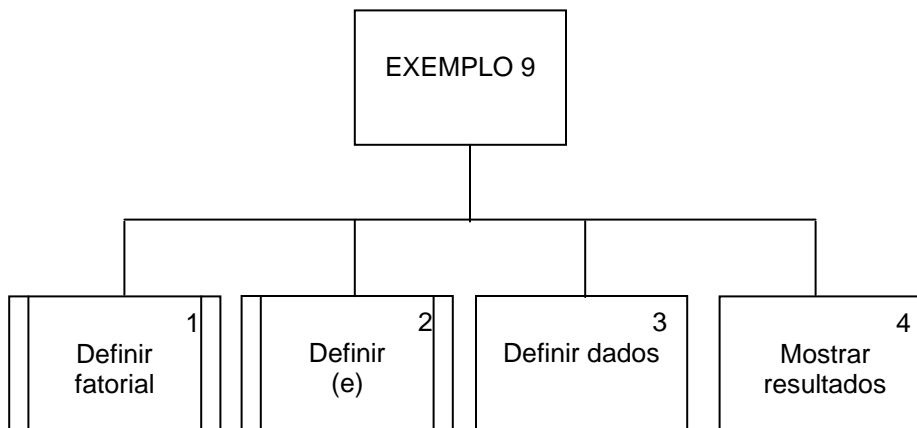 EXEMPLO 9
1
Definir
fatorial
2
Definir
(e)
3
Definir dados
4
Mostrar
resultados